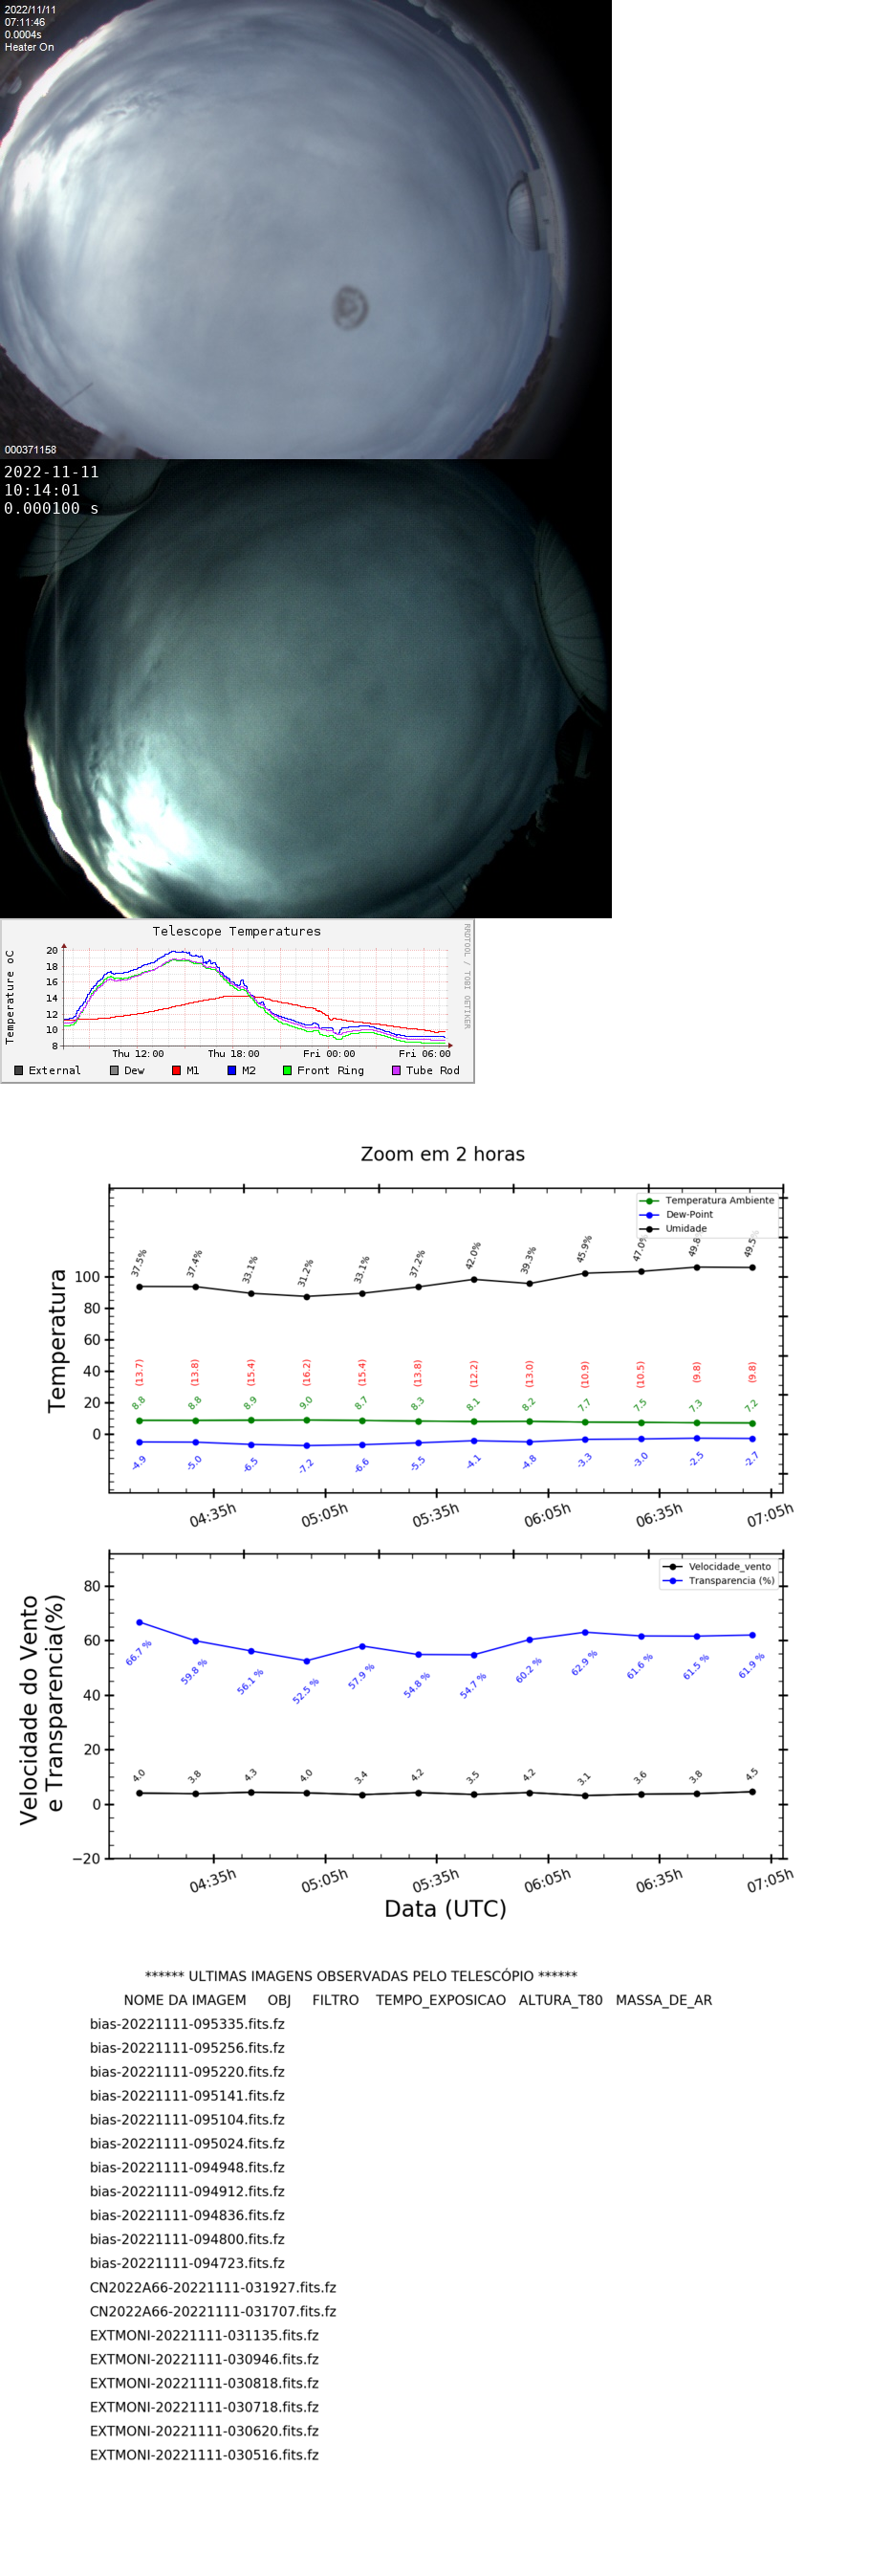 2022/11/11
07:11:46
0.0004s
Heater On
000371158
2022-11-11
10:14:01
0.000100 s
Telescope Temperatures
RRDTOOL / TOBI OETIKER
Temperature oC
20
18
16
14
12
10
8
Thu 12:00 Thu 18:00 Fri 00:00 Fri 06:00
External Dew M1 M2 Front Ring Tube Rod
Zoom em 2 horas
Temperatura Ambiente
Dew-Point
Umidade
Temperatura
37.5% 37.4% 33.1% 31.2% 33.1% 37.2% 42.0% 39.3% 45.9% 47.0% 49.8% 49.5%
100
80
60
40
20
0
(13.7) (13.8) (15.4) (16.2) (15.4) (13.8) (12.2) (13.0) (10.9) (10.5) (9.8) (9.8)
8.8 8.8 8.9 9.0 8.7 8.3 8.1 8.2 7.7 7.5 7.3 7.2
-4.9 -5.0 -6.5 -7.2 -6.6 -5.5 -4.1 -4.8 -3.3 -3.0 -2.5 -2.7
04:35h 05:05h 05:35h 06:05h 06:35h 07:05h
Velocidade_vento
Transparencia (%)
Velocidade do Vento
e Transparencia(%)
80
60
40
20
0
−20
66.7 % 59.8 % 56.1 % 52.5 % 57.9 % 54.8 % 54.7 % 60.2 % 62.9 % 61.6 % 61.5 % 61.9 %
4.0 3.8 4.3 4.0 3.4 4.2 3.5 4.2 3.1 3.6 3.8 4.5
04:35h 05:05h 05:35h 06:05h 06:35h 07:05h
Data (UTC)
****** ULTIMAS IMAGENS OBSERVADAS PELO TELESCÓPIO ******
NOME DA IMAGEM OBJ FILTRO TEMPO_EXPOSICAO ALTURA_T80 MASSA_DE_AR
bias-20221111-095335.fits.fz
bias-20221111-095256.fits.fz
bias-20221111-095220.fits.fz
bias-20221111-095141.fits.fz
bias-20221111-095104.fits.fz
bias-20221111-095024.fits.fz
bias-20221111-094948.fits.fz
bias-20221111-094912.fits.fz
bias-20221111-094836.fits.fz
bias-20221111-094800.fits.fz
bias-20221111-094723.fits.fz
CN2022A66-20221111-031927.fits.fz
CN2022A66-20221111-031707.fits.fz
EXTMONI-20221111-031135.fits.fz
EXTMONI-20221111-030946.fits.fz
EXTMONI-20221111-030818.fits.fz
EXTMONI-20221111-030718.fits.fz
EXTMONI-20221111-030620.fits.fz
EXTMONI-20221111-030516.fits.fz